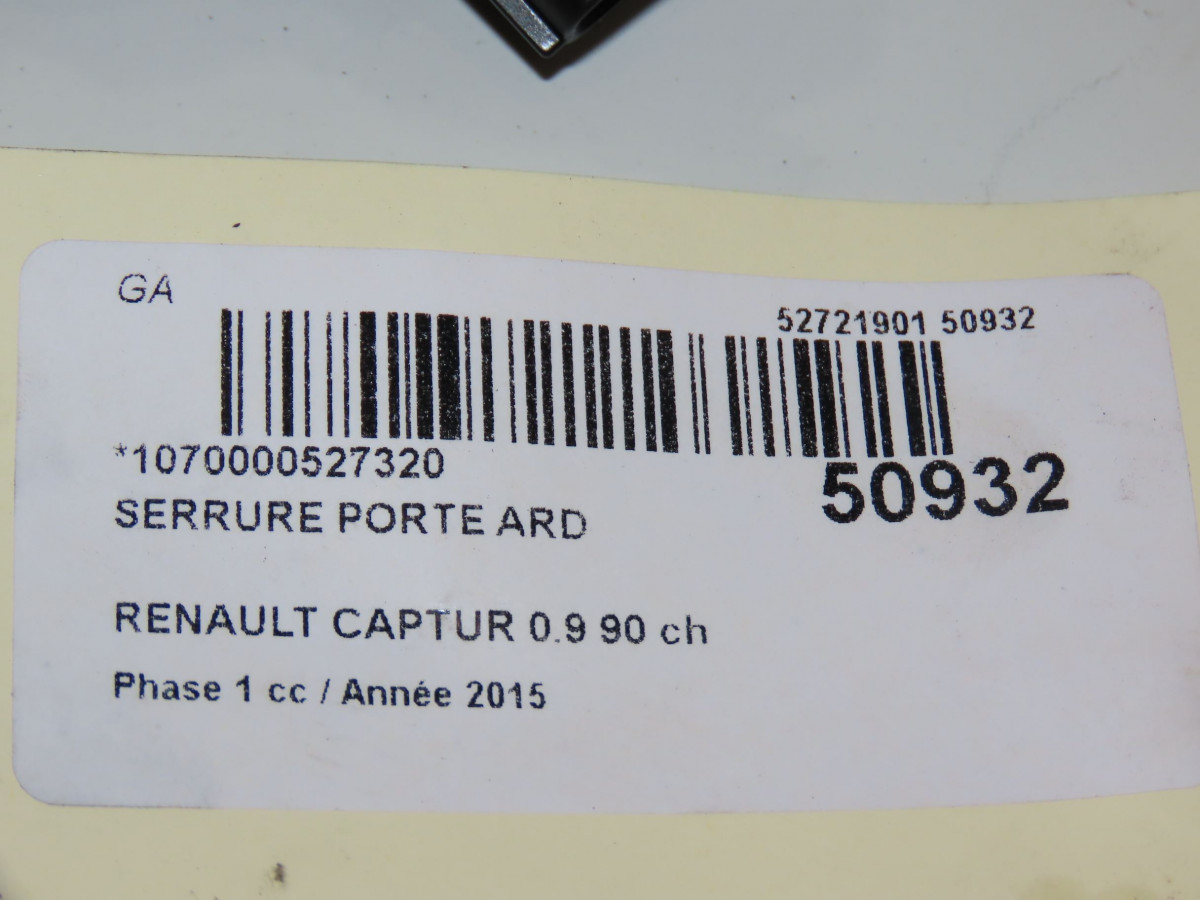 GA
52721901 50932
*1070000527320
50932
SERRURE PORTE ARD
RENAULT CAPTUR 0.9 90 ch
Phase 1 cc / Année 2015